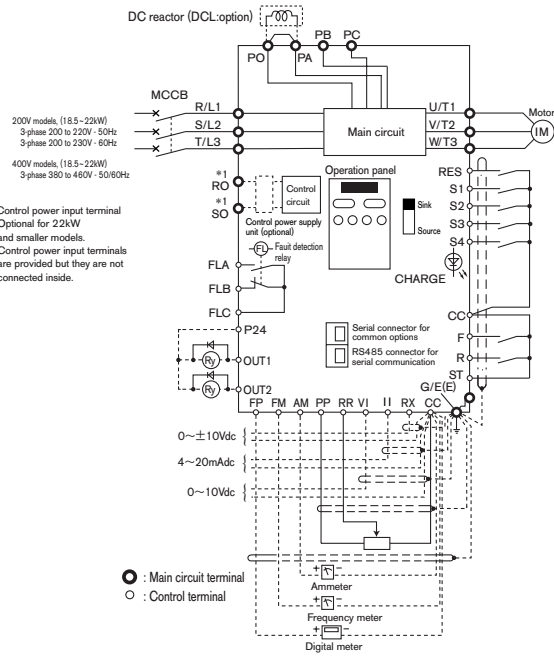 DC reactor (DCL:option)
PO PA PB PC
MCCB
R/L1
S/L2
T/L3
200V models, (18.5~22kW)
3-phase 200 to 220V - 50Hz
3-phase 200 to 230V - 60Hz
400V models, (18.5~22kW)
3-phase 380 to 460V - 50/60Hz
Main circuit
U/T1
V/T2
W/T3
Motor
IM
*1
RO
*1
SO
Control
circuit
Control power supply
unit (optional)
Operation panel
Sink
Source
RES
S1
S2
S3
S4
CHARGE
Control power input terminal
Optional for 22kW
and smaller models.
Control power input terminals
are provided but they are not
connected inside.
FL
Fault detection
relay
FLA
FLB
FLC
P24
Ry
OUT1
Ry
OUT2
Serial connector for
common options
RS485 connector for
serial communication
CC
F
R
ST
G/E(E)
FP FM AM PP RR VI II RX CC
0~±10Vdc
4~20mAdc
0~10Vdc
: Main circuit terminal
: Control terminal
+ −
Ammeter
+ −
Frequency meter
+ −
Digital meter